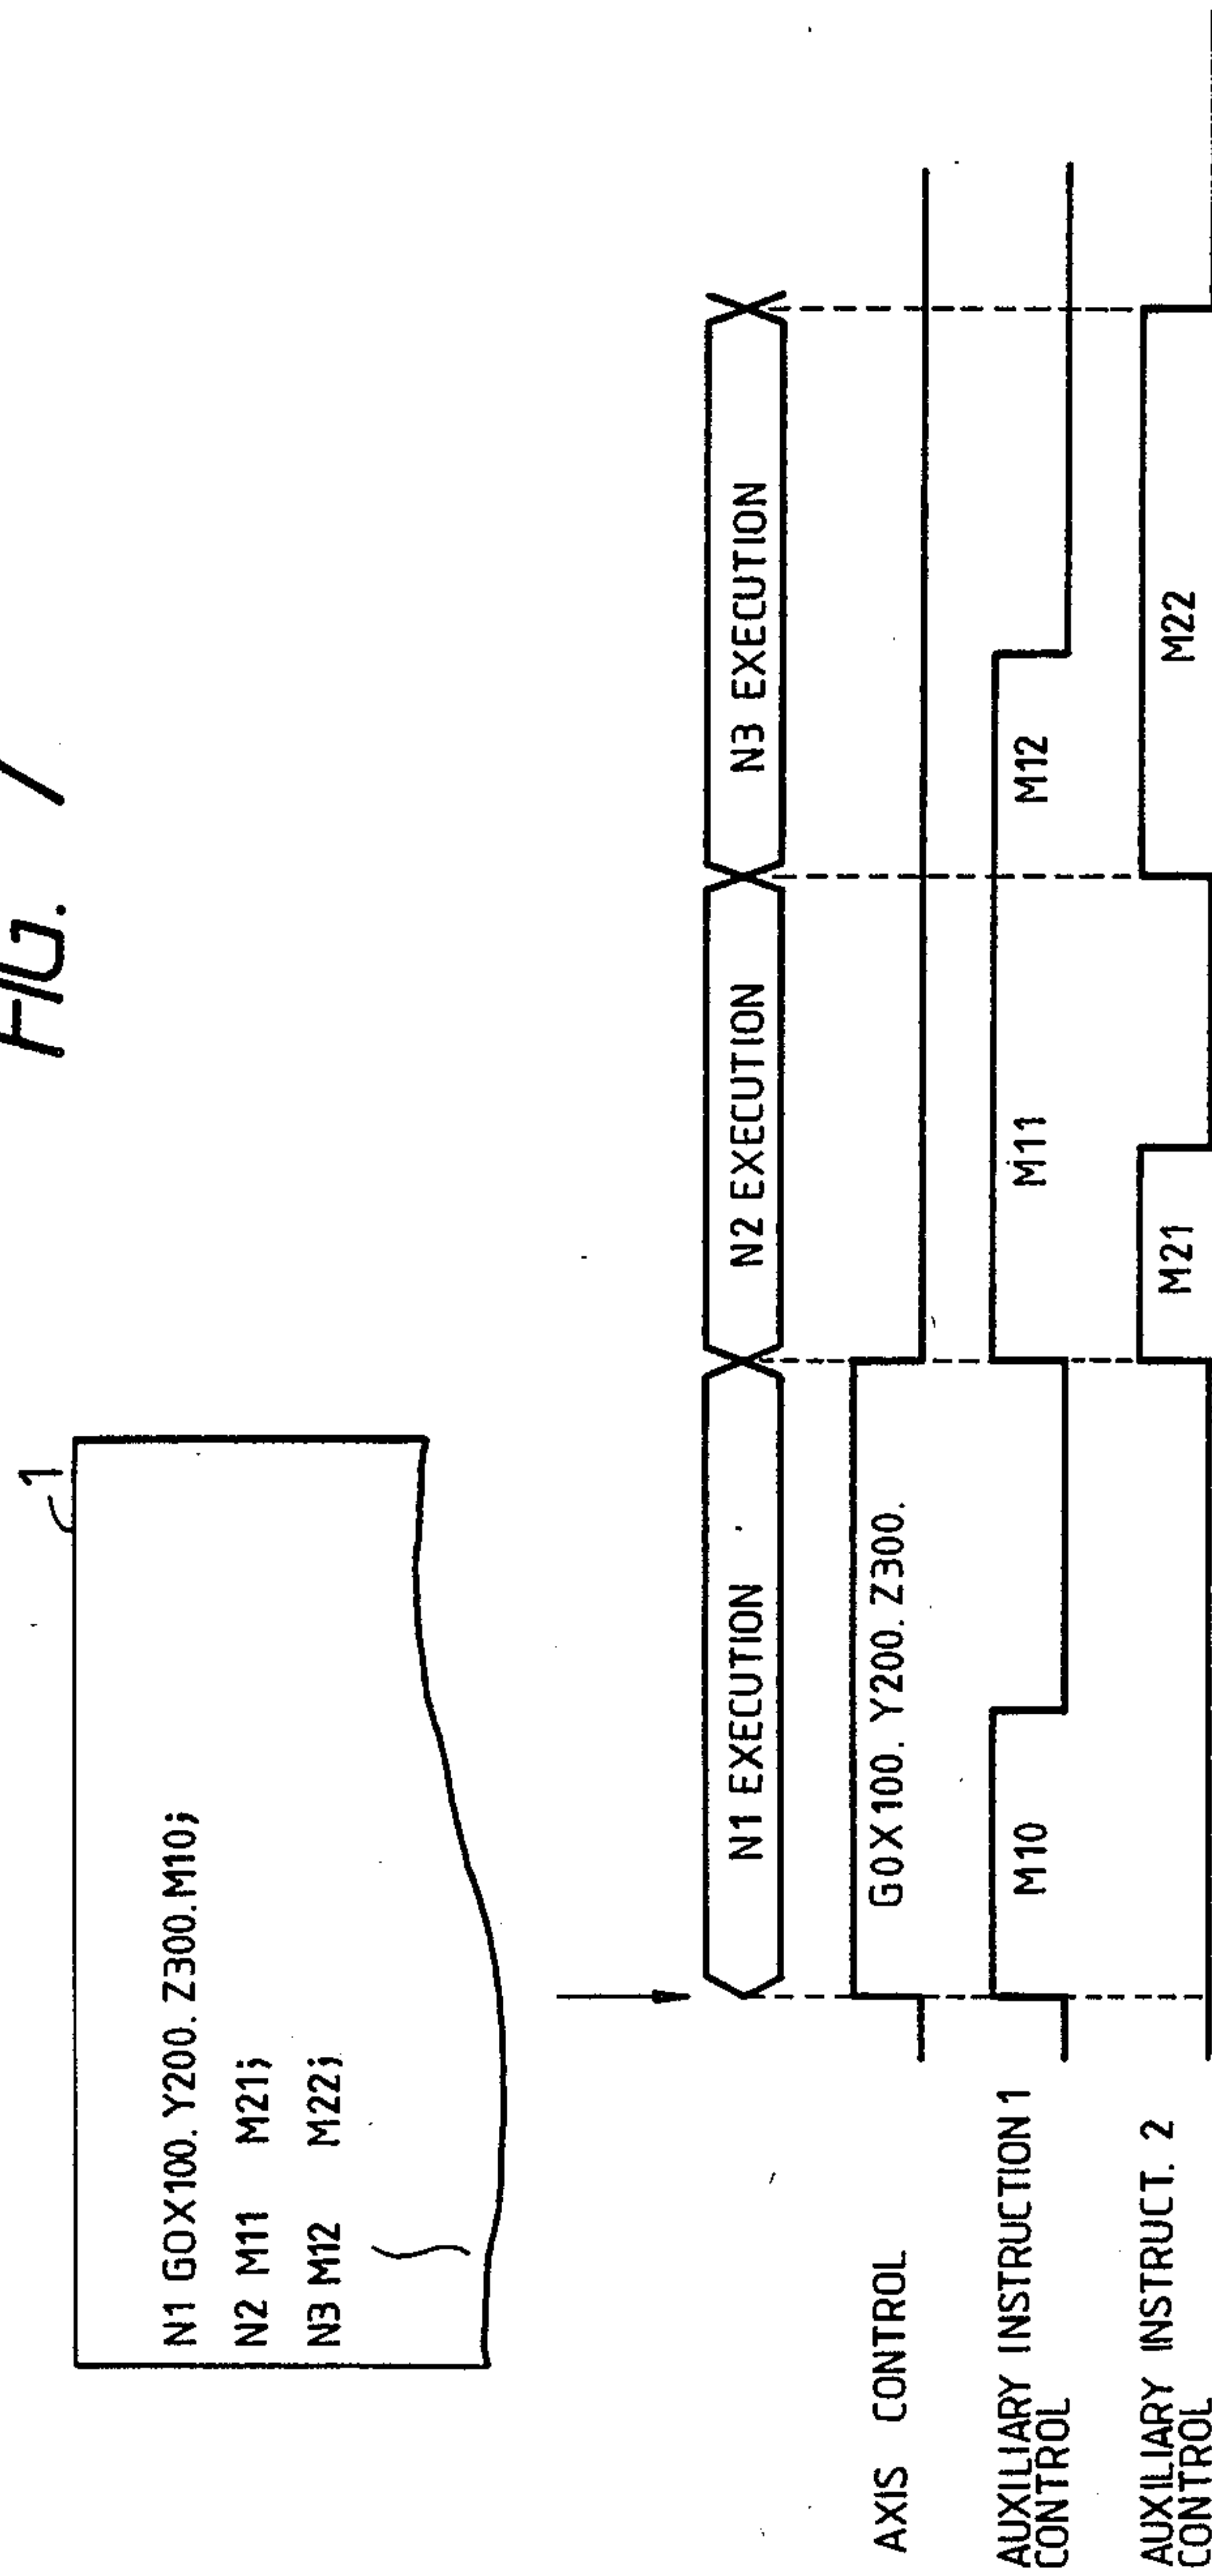 FIG. 1
1
N1 G0X100. Y200. Z300. M10;
N2 M11 M21;
N3 M12 M22;
N1 EXECUTION
N2 EXECUTION
N3 EXECUTION
AXIS CONTROL
G0X100. Y200. Z300.
AUXILIARY INSTRUCTION 1
CONTROL
M10
M11
M12
AUXILIARY INSTRUCT. 2
CONTROL
M21
M22